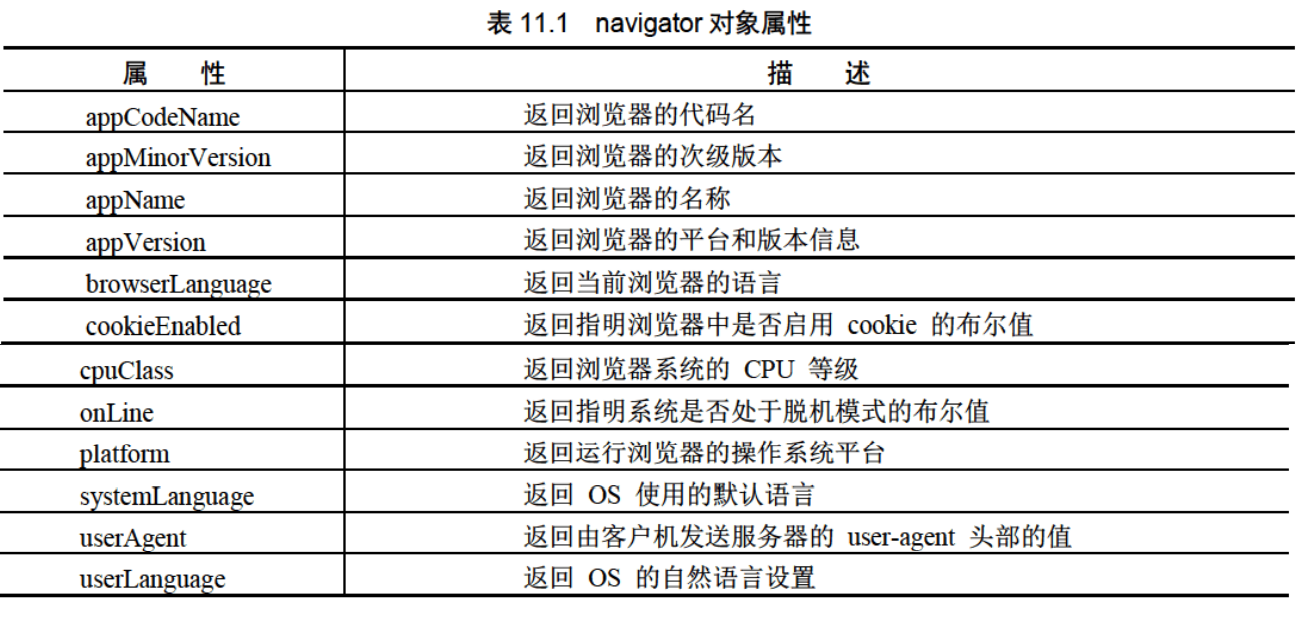 表 11.1 navigator 对象属性
属 性 描 述
appCodeName 返回浏览器的代码名
appMinorVersion 返回浏览器的次级版本
appName 返回浏览器的名称
appVersion 返回浏览器的平台和版本信息
browserLanguage 返回当前浏览器的语言
cookieEnabled 返回指明浏览器中是否启用 cookie 的布尔值
cpuClass 返回浏览器系统的 CPU 等级
onLine 返回指明系统是否处于脱机模式的布尔值
platform 返回运行浏览器的操作系统平台
systemLanguage 返回 OS 使用的默认语言
userAgent 返回由客户机发送服务器的 user-agent 头部的值
userLanguage 返回 OS 的自然语言设置